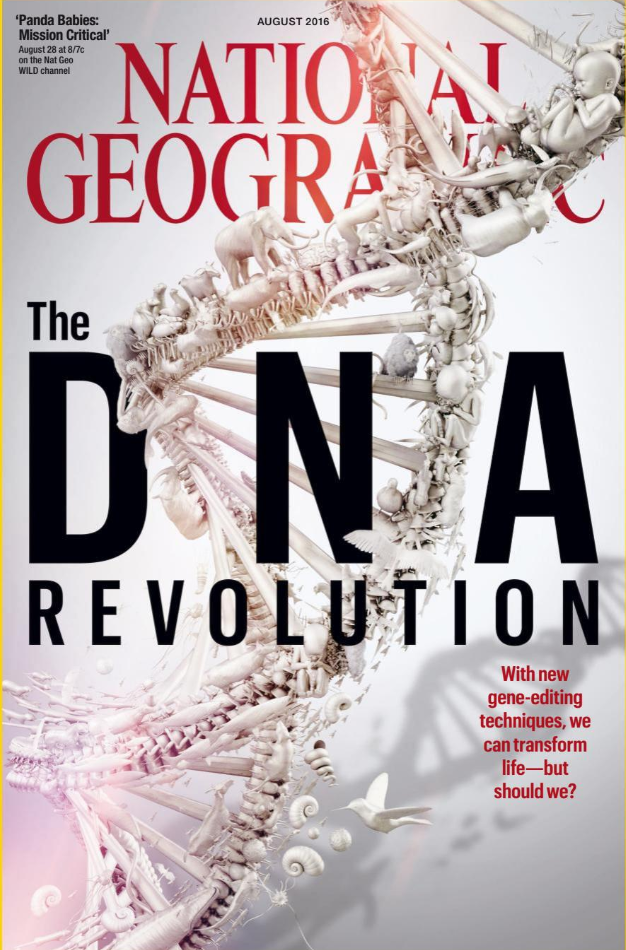 ‘Panda Babies:
Mission Critical’
August 28 at 8/7c
on the Nat Geo
WILD channel
AUGUST 2016
NATIONAL
GEOGRAPHIC
The
DNA
REVOLUTION
With new
gene-editing
techniques, we
can transform
life—but
should we?